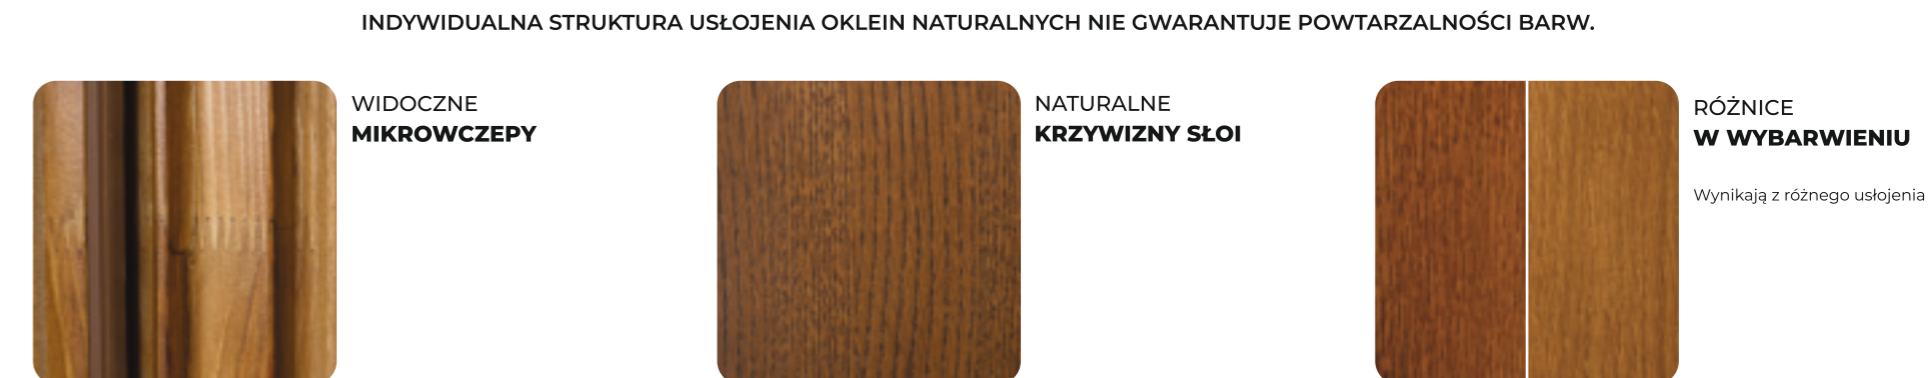 INDYWIDUALNA STRUKTURA USŁOJENIA OKLEIN NATURALNYCH NIE GWARANTUJE POWTARZALNOŚCI BARW.
WIDOCZNE
MIKROWCZEPY
NATURALNE
KRZYWIZNY SŁOI
RÓŻNICE
W WYBARWIENIU
Wynikają z różnego usłojenia